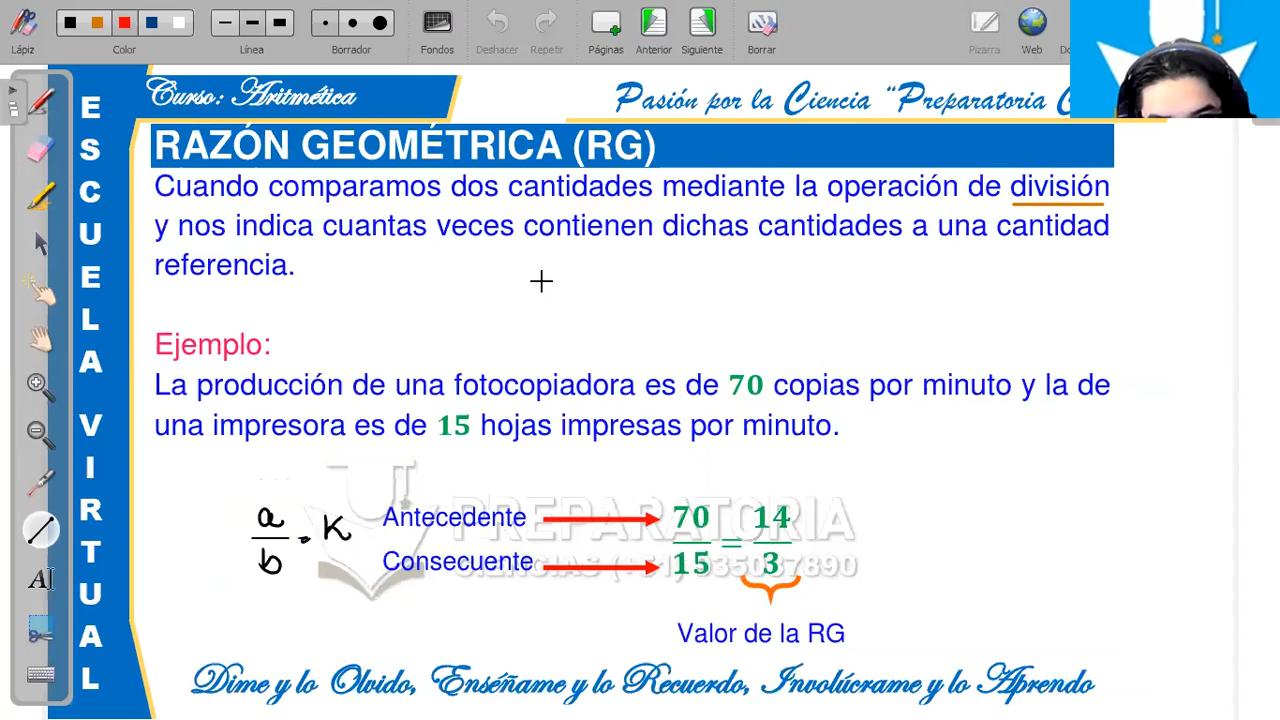 Lápiz
Color
Línea
Borrador
Fondos
Deshacer
Repetir
Páginas
Anterior
Siguiente
Borrar
Pizarra
Web
Curso: Aritmética
Pasión por la Ciencia “Preparatoria C
ESCUELA VIRTUAL
RAZÓN GEOMÉTRICA (RG)
Cuando comparamos dos cantidades mediante la operación de división
y nos indica cuantas veces contienen dichas cantidades a una cantidad
referencia.
Ejemplo:
La producción de una fotocopiadora es de 70 copias por minuto y la de
una impresora es de 15 hojas impresas por minuto.
PREPARATORIA
a/b = K
Antecedente 70/15 = 14/3
Consecuente
Valor de la RG
Dime y lo Olvido, Enséñame y lo Recuerdo, Involúcrame y lo Aprendo